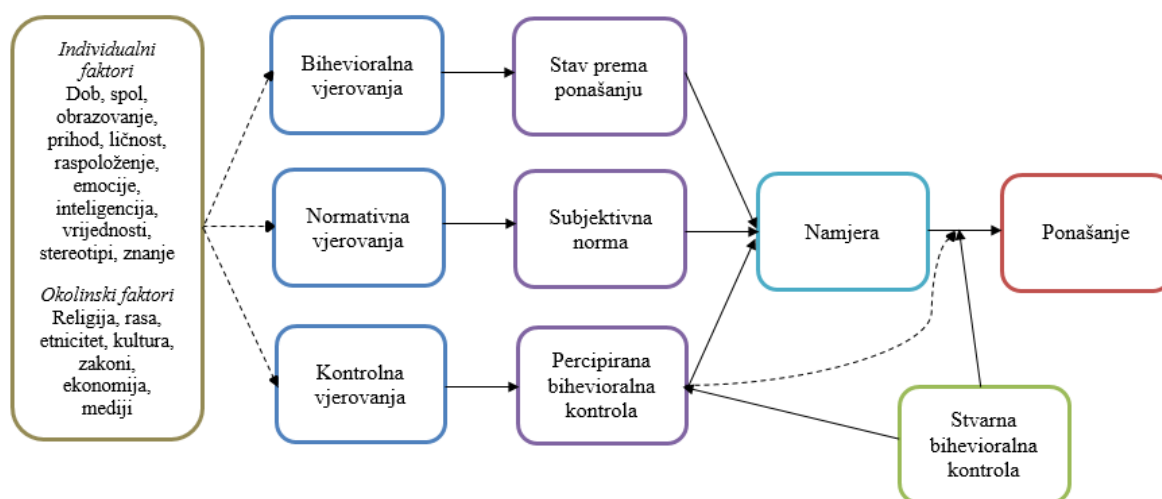 Individualni
faktori
Dob, spol,
obrazovanje,
prihod, ličnost,
raspoloženje,
emocije,
inteligencija,
vrijednosti,
stereotipi, znanje
Okolinski faktori
Religija, rasa,
etnicitet, kultura,
zakoni,
ekonomija,
mediji
Bihevioralna
vjerovanja
Stav prema
ponašanju
Normativna
vjerovanja
Subjektivna
norma
Namjera
Ponašanje
Kontrolna
vjerovanja
Percipirana
bihevioralna
kontrola
Stvarna
bihevioralna
kontrola